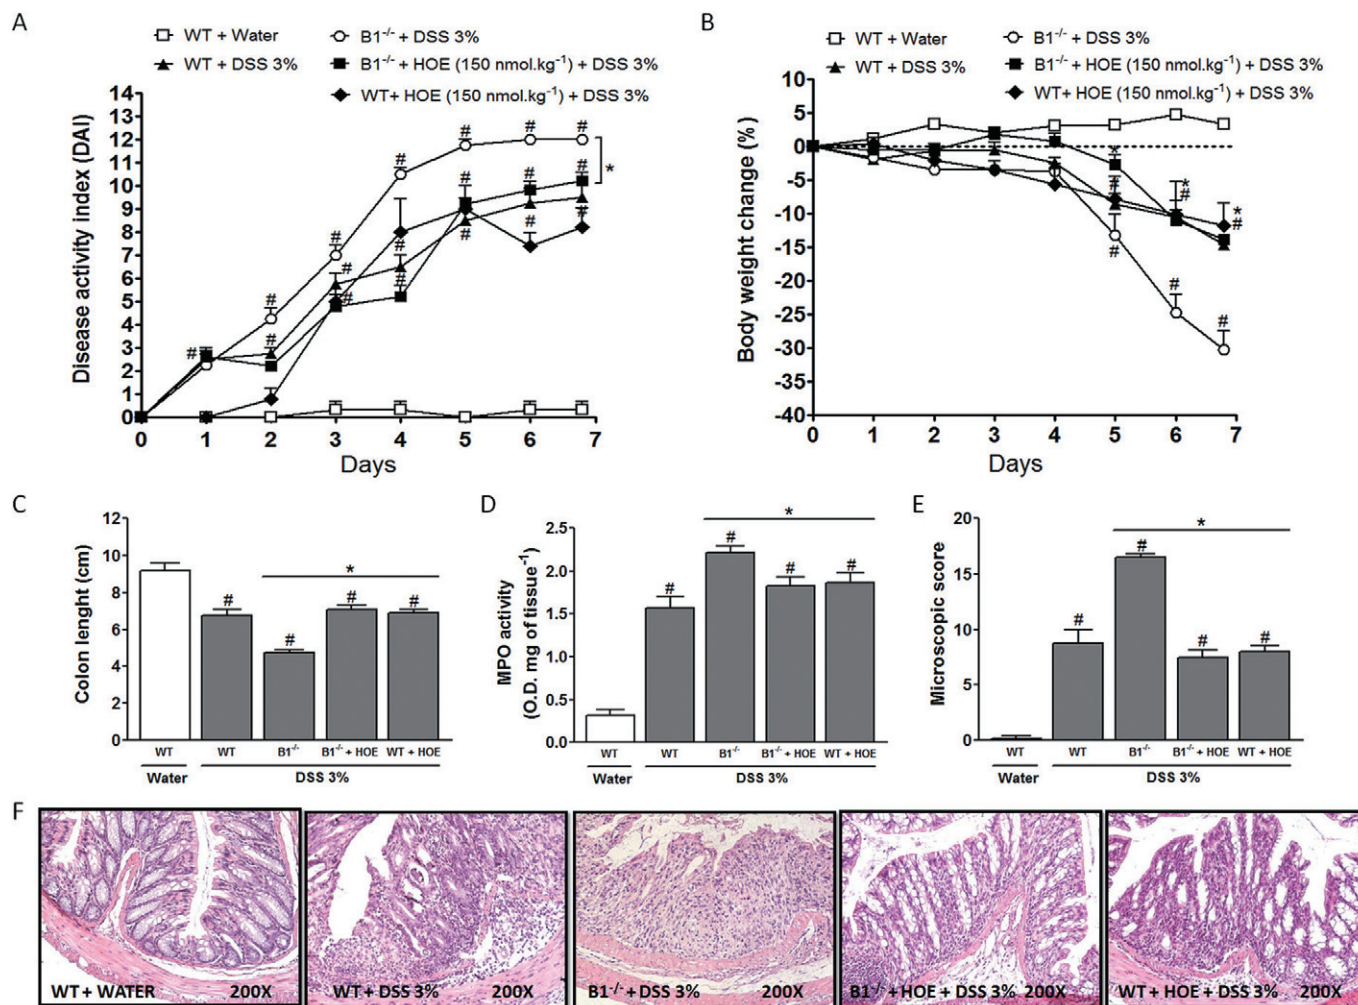 A
WT + Water
WT + DSS 3%
B1-/- + DSS 3%
B1-/- + HOE (150 nmol.kg-1) + DSS 3%
WT+ HOE (150 nmol.kg-1) + DSS 3%
Disease activity index (DAI)
14
13
12
11
10
9
8
7
6
5
4
3
2
1
0
0 1 2 3 4 5 6 7
Days
# # # # # # # # # # # # # # # # # # *
B
WT + Water
WT + DSS 3%
B1-/- + DSS 3%
B1-/- + HOE (150 nmol.kg-1) + DSS 3%
WT+ HOE (150 nmol.kg-1) + DSS 3%
Body weight change (%)
10
5
0
-5
-10
-15
-20
-25
-30
-35
-40
0 1 2 3 4 5 6 7
Days
* # # * # # * # #
C
Colon lenght (cm)
12
10
8
6
4
2
0
*
# # # #
WT WT B1-/- B1-/- + HOE WT + HOE
Water DSS 3%
D
MPO activity
(O.D. mg of tissue-1)
2.5
2.0
1.5
1.0
0.5
0.0
*
# # # #
WT WT B1-/- B1-/- + HOE WT + HOE
Water DSS 3%
E
Microscopic score
20
15
10
5
0
*
# # # #
WT WT B1-/- B1-/- + HOE WT + HOE
Water DSS 3%
F
WT + WATER 200X
WT + DSS 3% 200X
B1-/- + DSS 3% 200X
B1-/- + HOE + DSS 3% 200X
WT + HOE + DSS 3% 200X